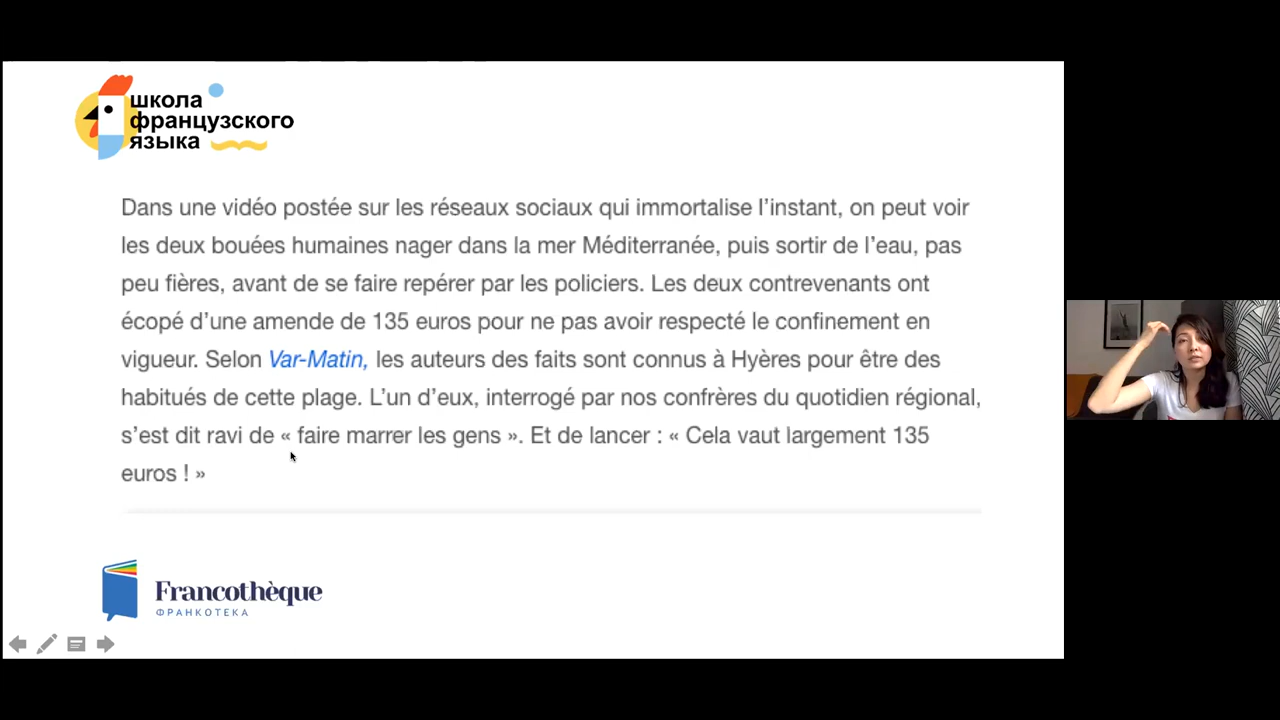 школа
французского
языка
Dans une vidéo postée sur les réseaux sociaux qui immortalise l’instant, on peut voir
les deux bouées humaines nager dans la mer Méditerranée, puis sortir de l’eau, pas
peu fières, avant de se faire repérer par les policiers. Les deux contrevenants ont
écopé d’une amende de 135 euros pour ne pas avoir respecté le confinement en
vigueur. Selon Var-Matin, les auteurs des faits sont connus à Hyères pour être des
habitués de cette plage. L’un d’eux, interrogé par nos confrères du quotidien régional,
s’est dit ravi de « faire marrer les gens ». Et de lancer : « Cela vaut largement 135
euros ! »
Francothèque
ФРАНКОТЕКА